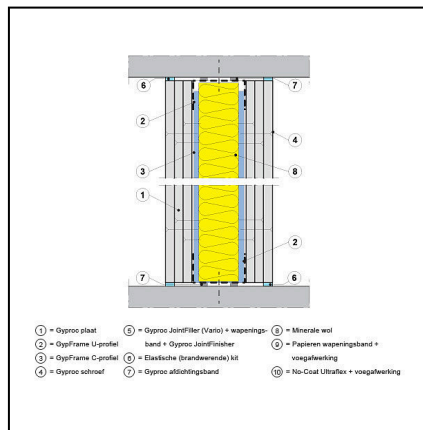 6 7
2
4
3 8
1
2
7 6
1 = Gyproc plaat
2 = GypFrame U-profiel
3 = GypFrame C-profiel
4 = Gyproc schroef
5 = Gyproc JointFiller (Vario) + wapenings-
band + Gyproc JointFinisher
6 = Elastische (brandwerende) kit
7 = Gyproc afdichtingsband
8 = Minerale wol
9 = Papieren wapeningsband +
voegafwerking
10 = No-Coat Ultraflex + voegafwerking